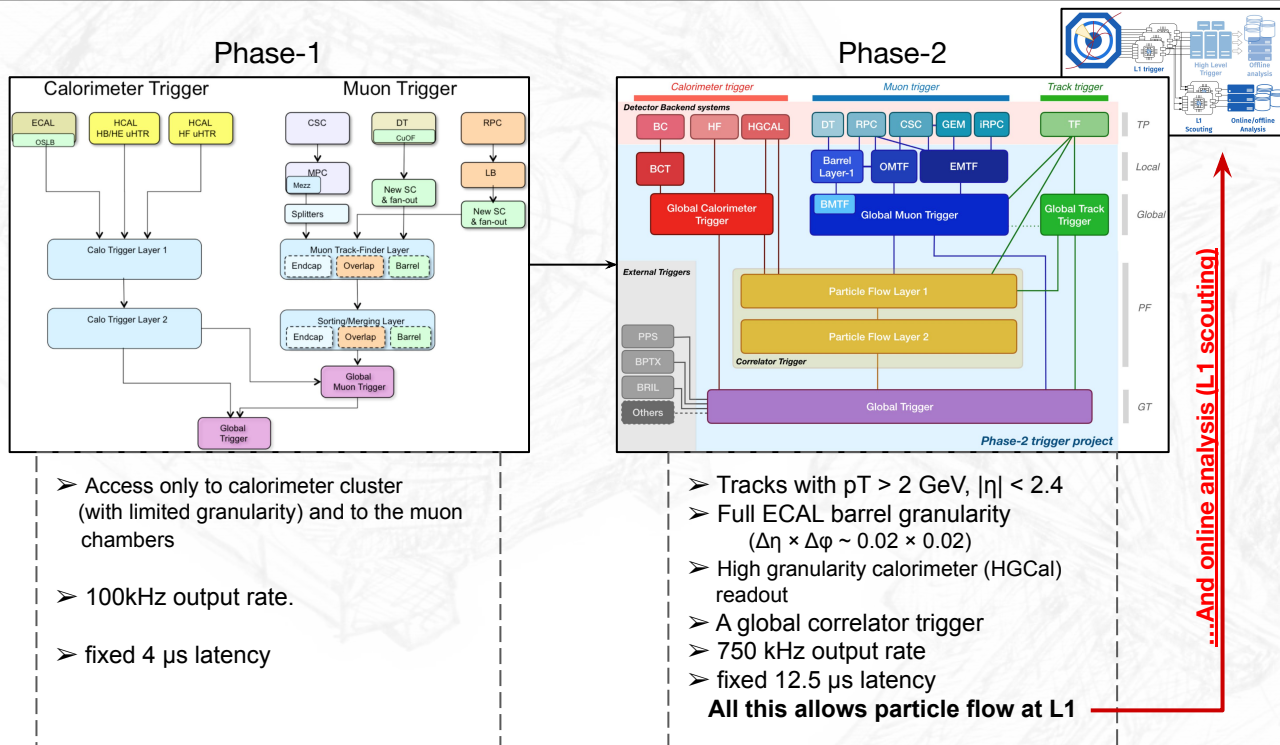 Phase-1
Phase-2
Calorimeter Trigger
Muon Trigger
ECAL
OSLB
HCAL
HB/HE uHTR
HCAL
HF uHTR
CSC
DT
CuOF
RPC
MPC
Mezz
LB
Splitters
New SC
& fan-out
New SC
& fan-out
Calo Trigger Layer 1
Muon Track-Finder Layer
Endcap
Overlap
Barrel
Calo Trigger Layer 2
Sorting/Merging Layer
Endcap
Overlap
Barrel
Global
Muon Trigger
Global
Trigger
Calorimeter trigger
Muon trigger
Track trigger
Detector Backend systems
BC
HF
HGCAL
DT
RPC
CSC
GEM
iRPC
TF
TP
BCT
Barrel
Layer-1
OMTF
EMTF
Local
Global Calorimeter
Trigger
BMTF
Global Muon Trigger
Global Track
Trigger
Global
External Triggers
Particle Flow Layer 1
Particle Flow Layer 2
Correlator Trigger
PF
PPS
BPTX
BRIL
Others
Global Trigger
GT
Phase-2 trigger project
L1 trigger
High Level
Trigger
Offline
analysis
L1
Scouting
Online/offline
Analysis
...And online analysis (L1 scouting)
➢ Access only to calorimeter cluster
(with limited granularity) and to the muon
chambers
➢ 100kHz output rate.
➢ fixed 4 μs latency
➢ Tracks with pT > 2 GeV, |η| < 2.4
➢ Full ECAL barrel granularity
(Δη × Δφ ~ 0.02 × 0.02)
➢ High granularity calorimeter (HGCal)
readout
➢ A global correlator trigger
➢ 750 kHz output rate
➢ fixed 12.5 μs latency
All this allows particle flow at L1